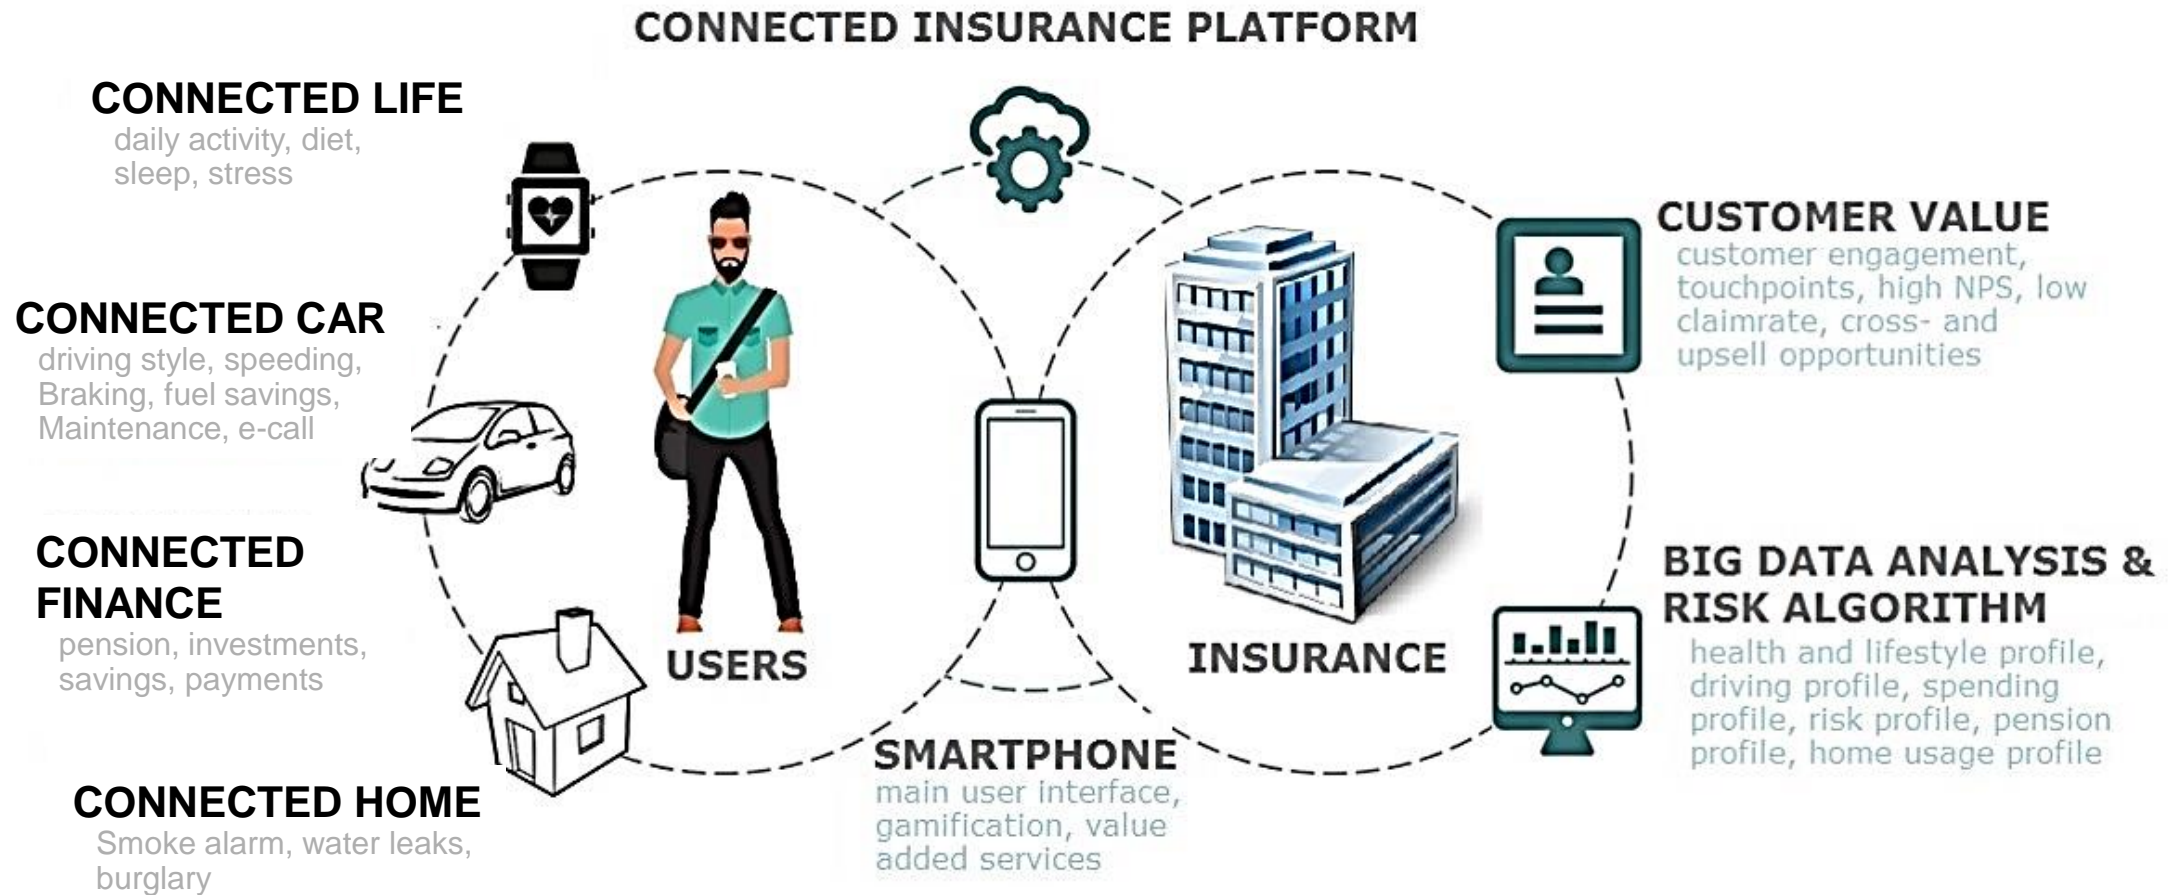 CONNECTED INSURANCE PLATFORM
CONNECTED LIFE
daily activity, diet,
sleep, stress
CONNECTED CAR
driving style, speeding,
Braking, fuel savings,
Maintenance, e-call
CONNECTED
FINANCE
pension, investments,
savings, payments
CONNECTED HOME
Smoke alarm, water leaks,
burglary
USERS
SMARTPHONE
main user interface,
gamification, value
added services
INSURANCE
CUSTOMER VALUE
customer engagement,
touchpoints, high NPS, low
claimrate, cross- and
upsell opportunities
BIG DATA ANALYSIS &
RISK ALGORITHM
health and lifestyle profile,
driving profile, spending
profile, risk profile, pension
profile, home usage profile